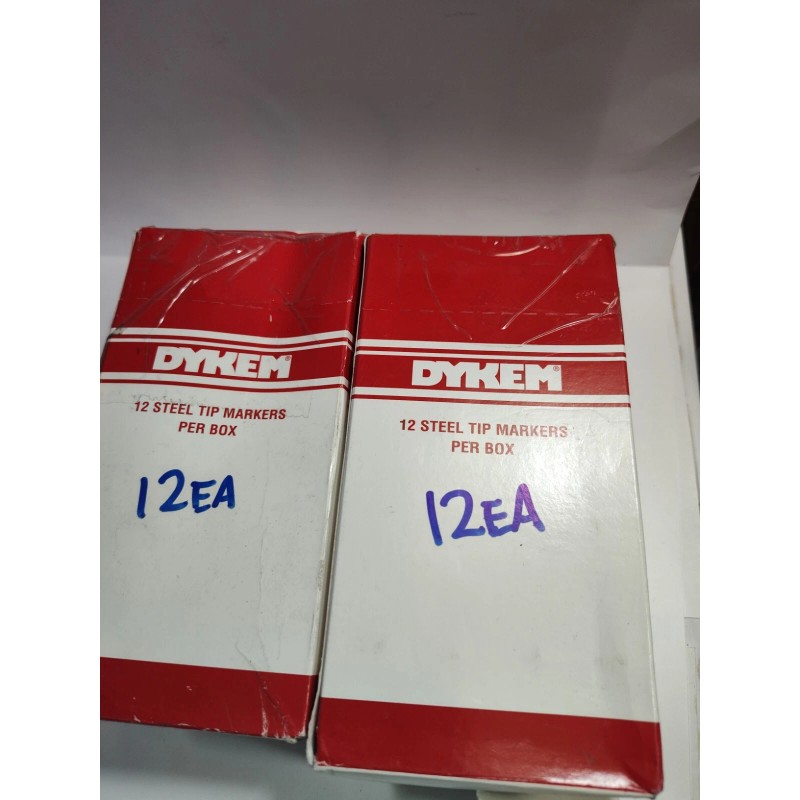 DYKEM®
12 STEEL TIP MARKERS
PER BOX
12EA
DYKEM®
12 STEEL TIP MARKERS
PER BOX
12EA